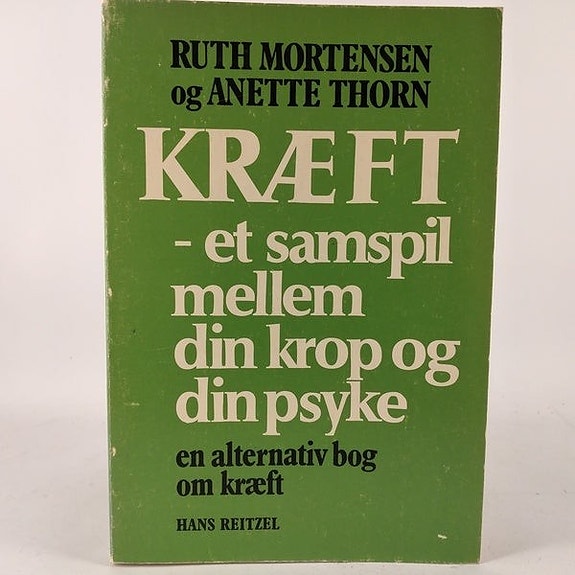 RUTH MORTENSEN
og ANETTE THORN
KRÆFT
- et samspil
mellem
din krop og
din psyke
en alternativ bog
om kræft
HANS REITZEL